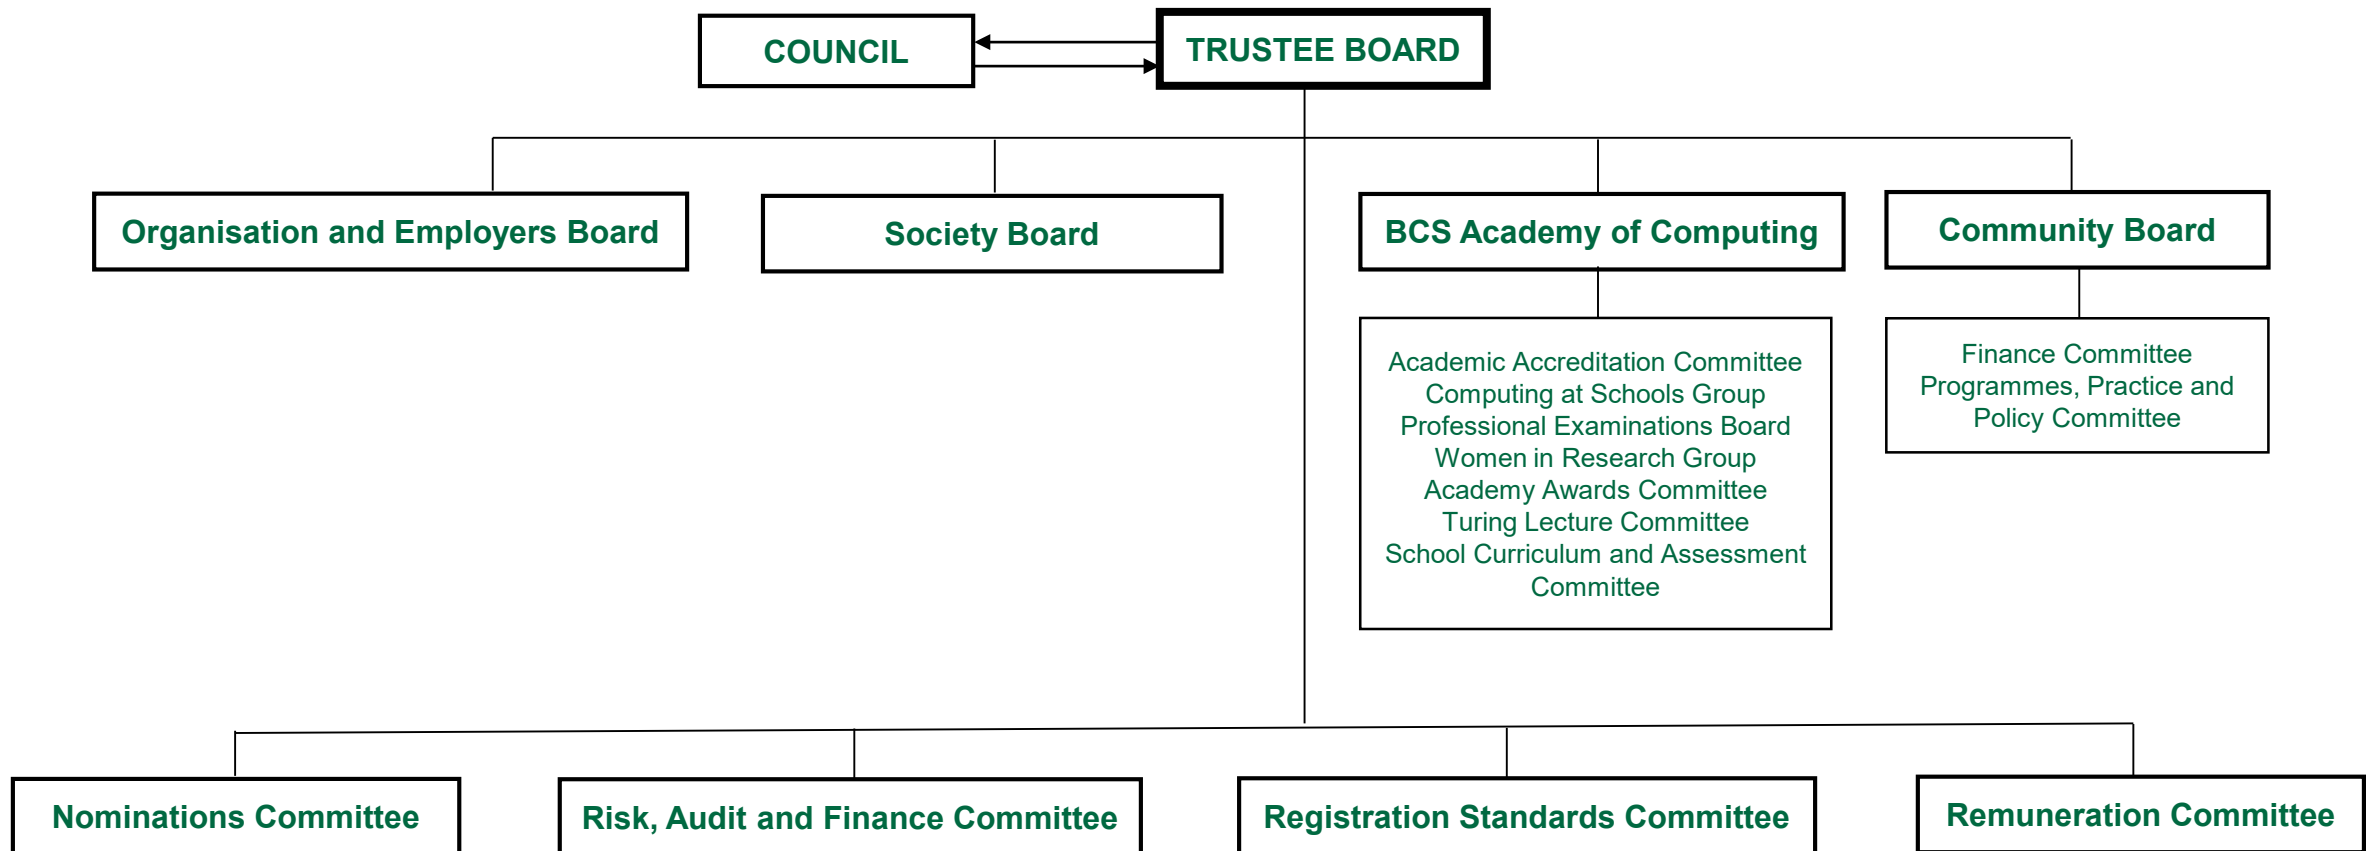 COUNCIL
TRUSTEE BOARD
Organisation and Employers Board
Society Board
BCS Academy of Computing
Community Board
Academic Accreditation Committee
Computing at Schools Group
Professional Examinations Board
Women in Research Group
Academy Awards Committee
Turing Lecture Committee
School Curriculum and Assessment
Committee
Finance Committee
Programmes, Practice and
Policy Committee
Nominations Committee
Risk, Audit and Finance Committee
Registration Standards Committee
Remuneration Committee